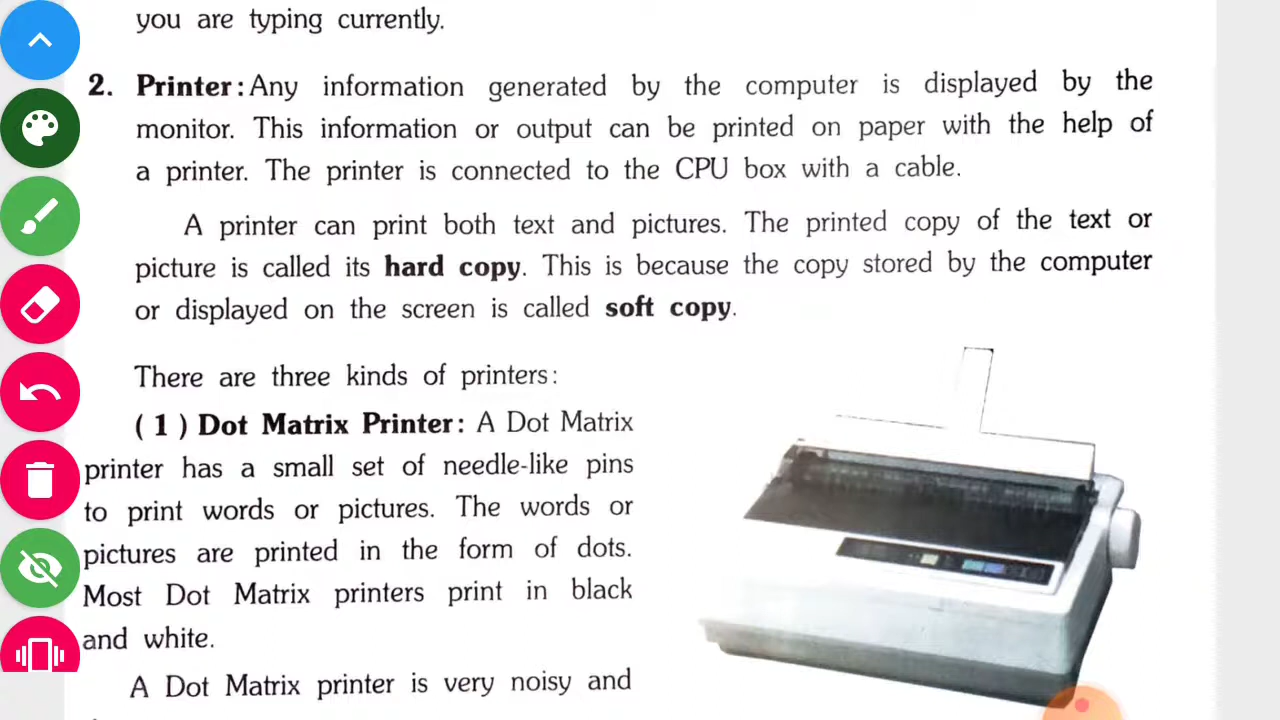 you are typing currently.
2. Printer: Any information generated by the computer is displayed by the
monitor. This information or output can be printed on paper with the help of
a printer. The printer is connected to the CPU box with a cable.
A printer can print both text and pictures. The printed copy of the text or
picture is called its hard copy. This is because the copy stored by the computer
or displayed on the screen is called soft copy.
There are three kinds of printers:
( 1 ) Dot Matrix Printer: A Dot Matrix
printer has a small set of needle-like pins
to print words or pictures. The words or
pictures are printed in the form of dots.
Most Dot Matrix printers print in black
and white.
A Dot Matrix printer is very noisy and